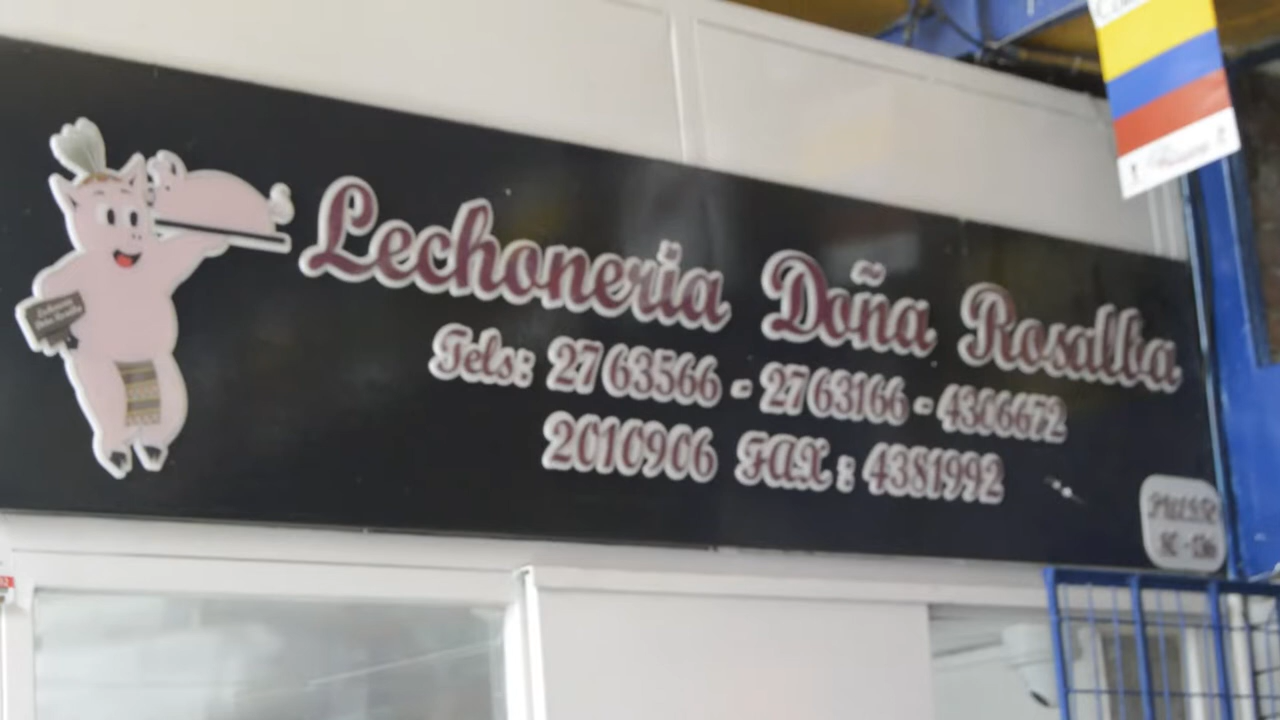 Lechoneria Doña Rosalba
Tels: 2763566 - 2763166 - 4306672
2010906 FAX : 4381992